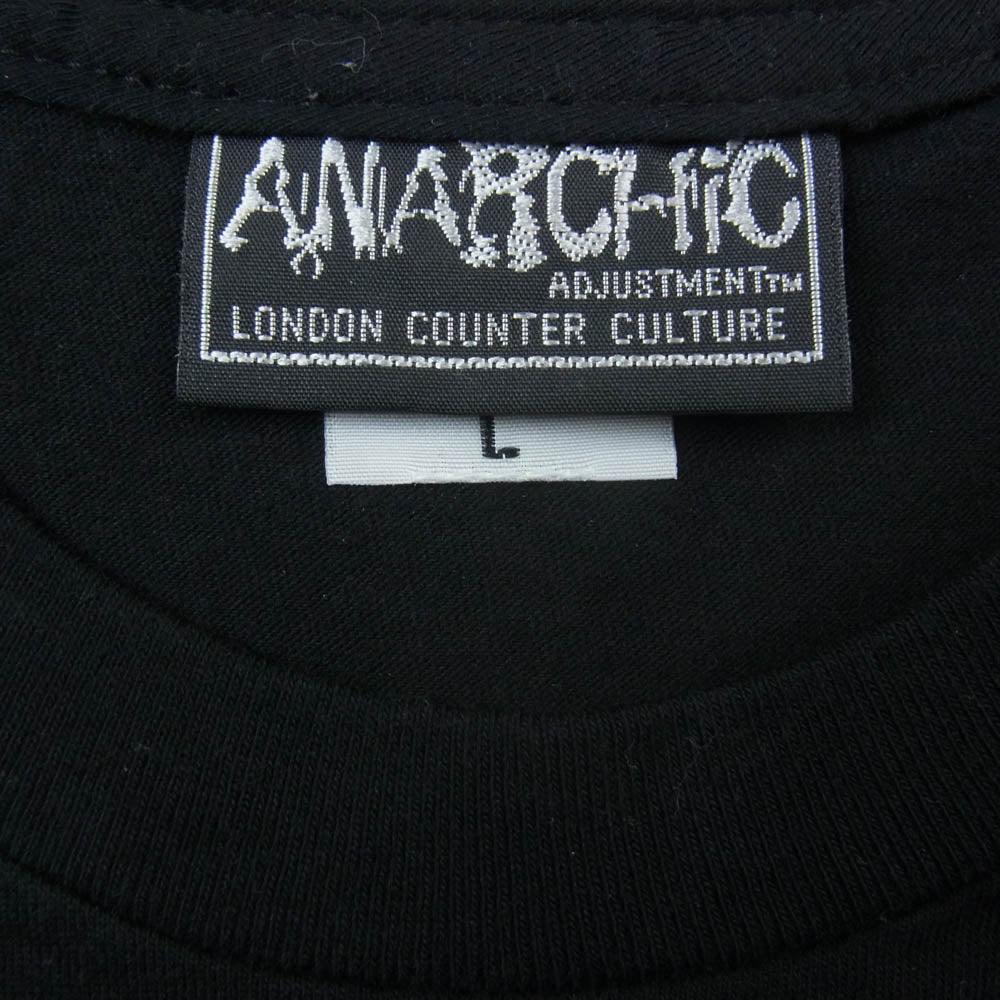 ANARCHiC
ADJUSTMENT™
LONDON COUNTER CULTURE
L